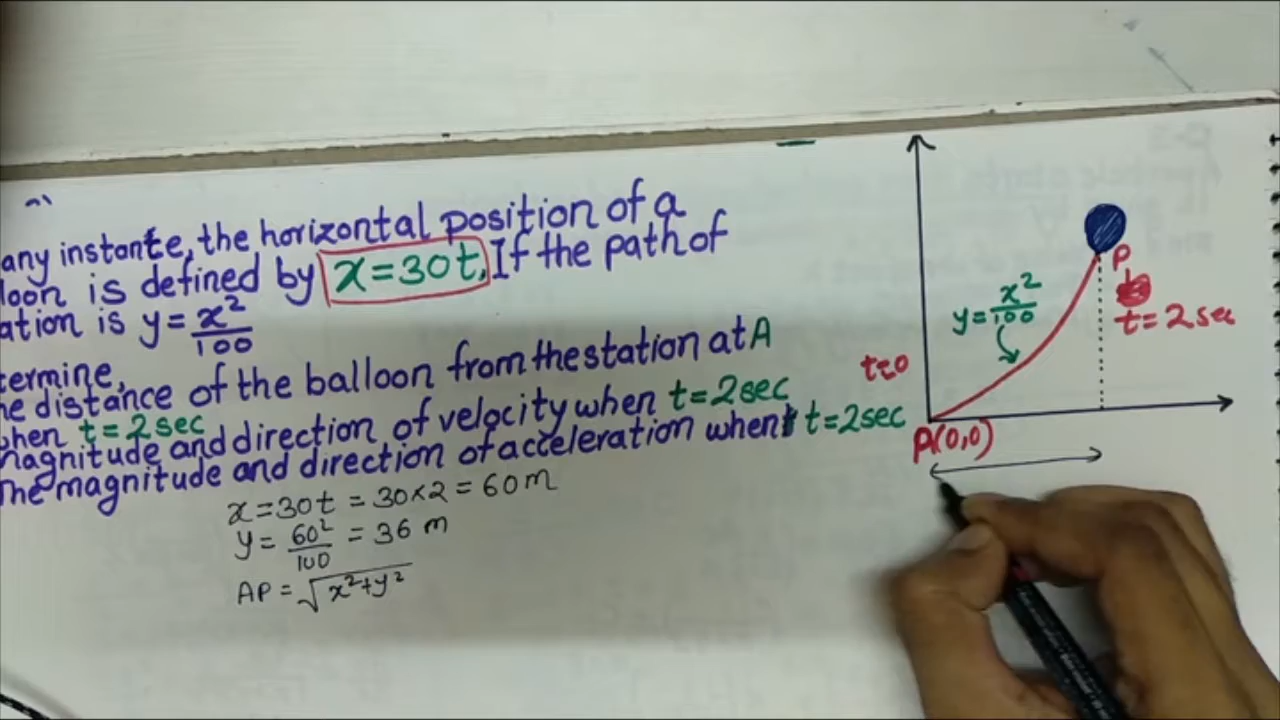 any instante, the horizontal position of a
loon is defined by x=30t. If the path of
ation is y = x²/100
termine,
he distance of the balloon from the station at A
when t=2sec
magnitude and direction of velocity when t=2sec
he magnitude and direction of acceleration when t=2sec
x=30t = 30×2 = 60m
y = 60²/100 = 36 m
AP = √x²+y²
P
t=2sec
y=x²/100
t=0
P(0,0)